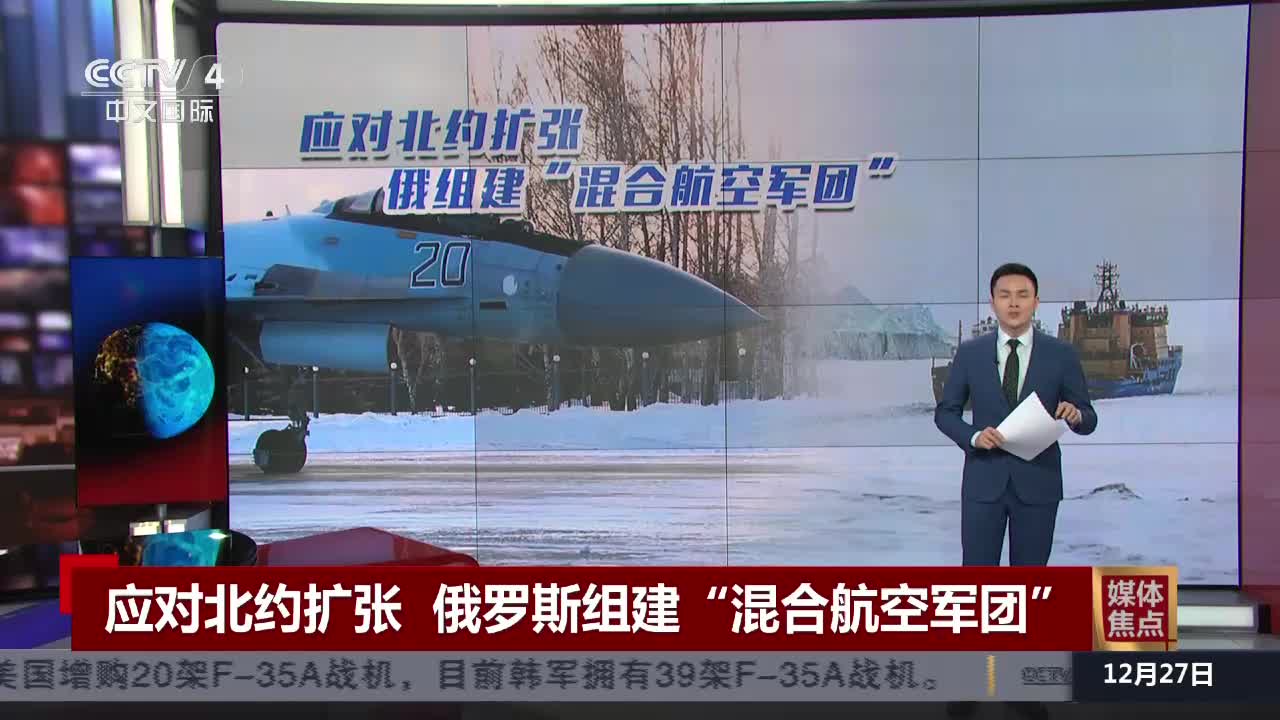 CCTV 4
中文国际
应对北约扩张
俄组建“混合航空军团”
20
应对北约扩张 俄罗斯组建“混合航空军团”
媒体
焦点
美国增购20架F-35A战机，目前韩军拥有39架F-35A战机。
CCTV
12月27日